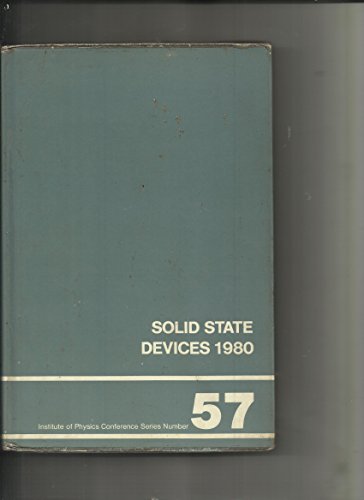 SOLID STATE
DEVICES 1980
Institute of Physics Conference Series Number 57